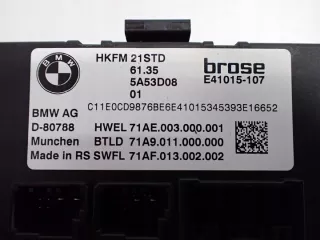 BMW
HKFM 21STD
61.35
5A53D08
01
brose
E41015-107
C11E0CD9876BE6E41015345393E16652
BMW AG
D-80788
Munchen
Made in RS
HWEL 71AE.003.000.001
BTLD 71A9.011.000.000
SWFL 71AF.013.002.002